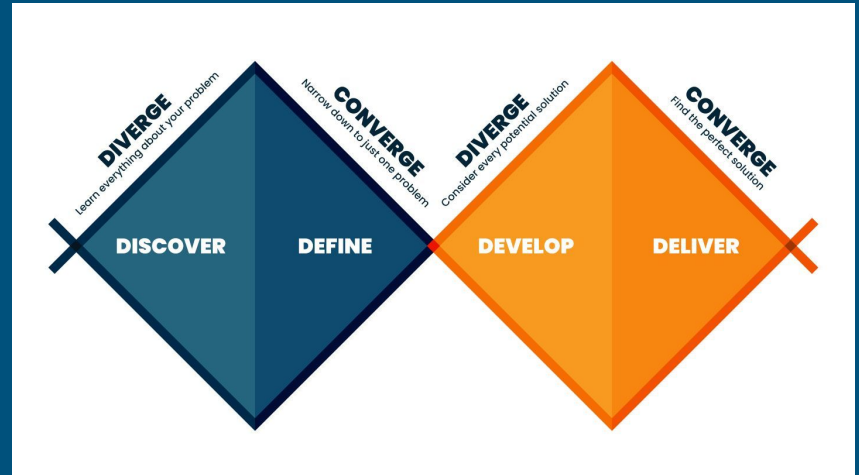 DIVERGE
Learn everything about your problem
CONVERGE
Narrow down to just one problem
DIVERGE
Consider every potential solution
CONVERGE
Find the perfect solution
DISCOVER
DEFINE
DEVELOP
DELIVER